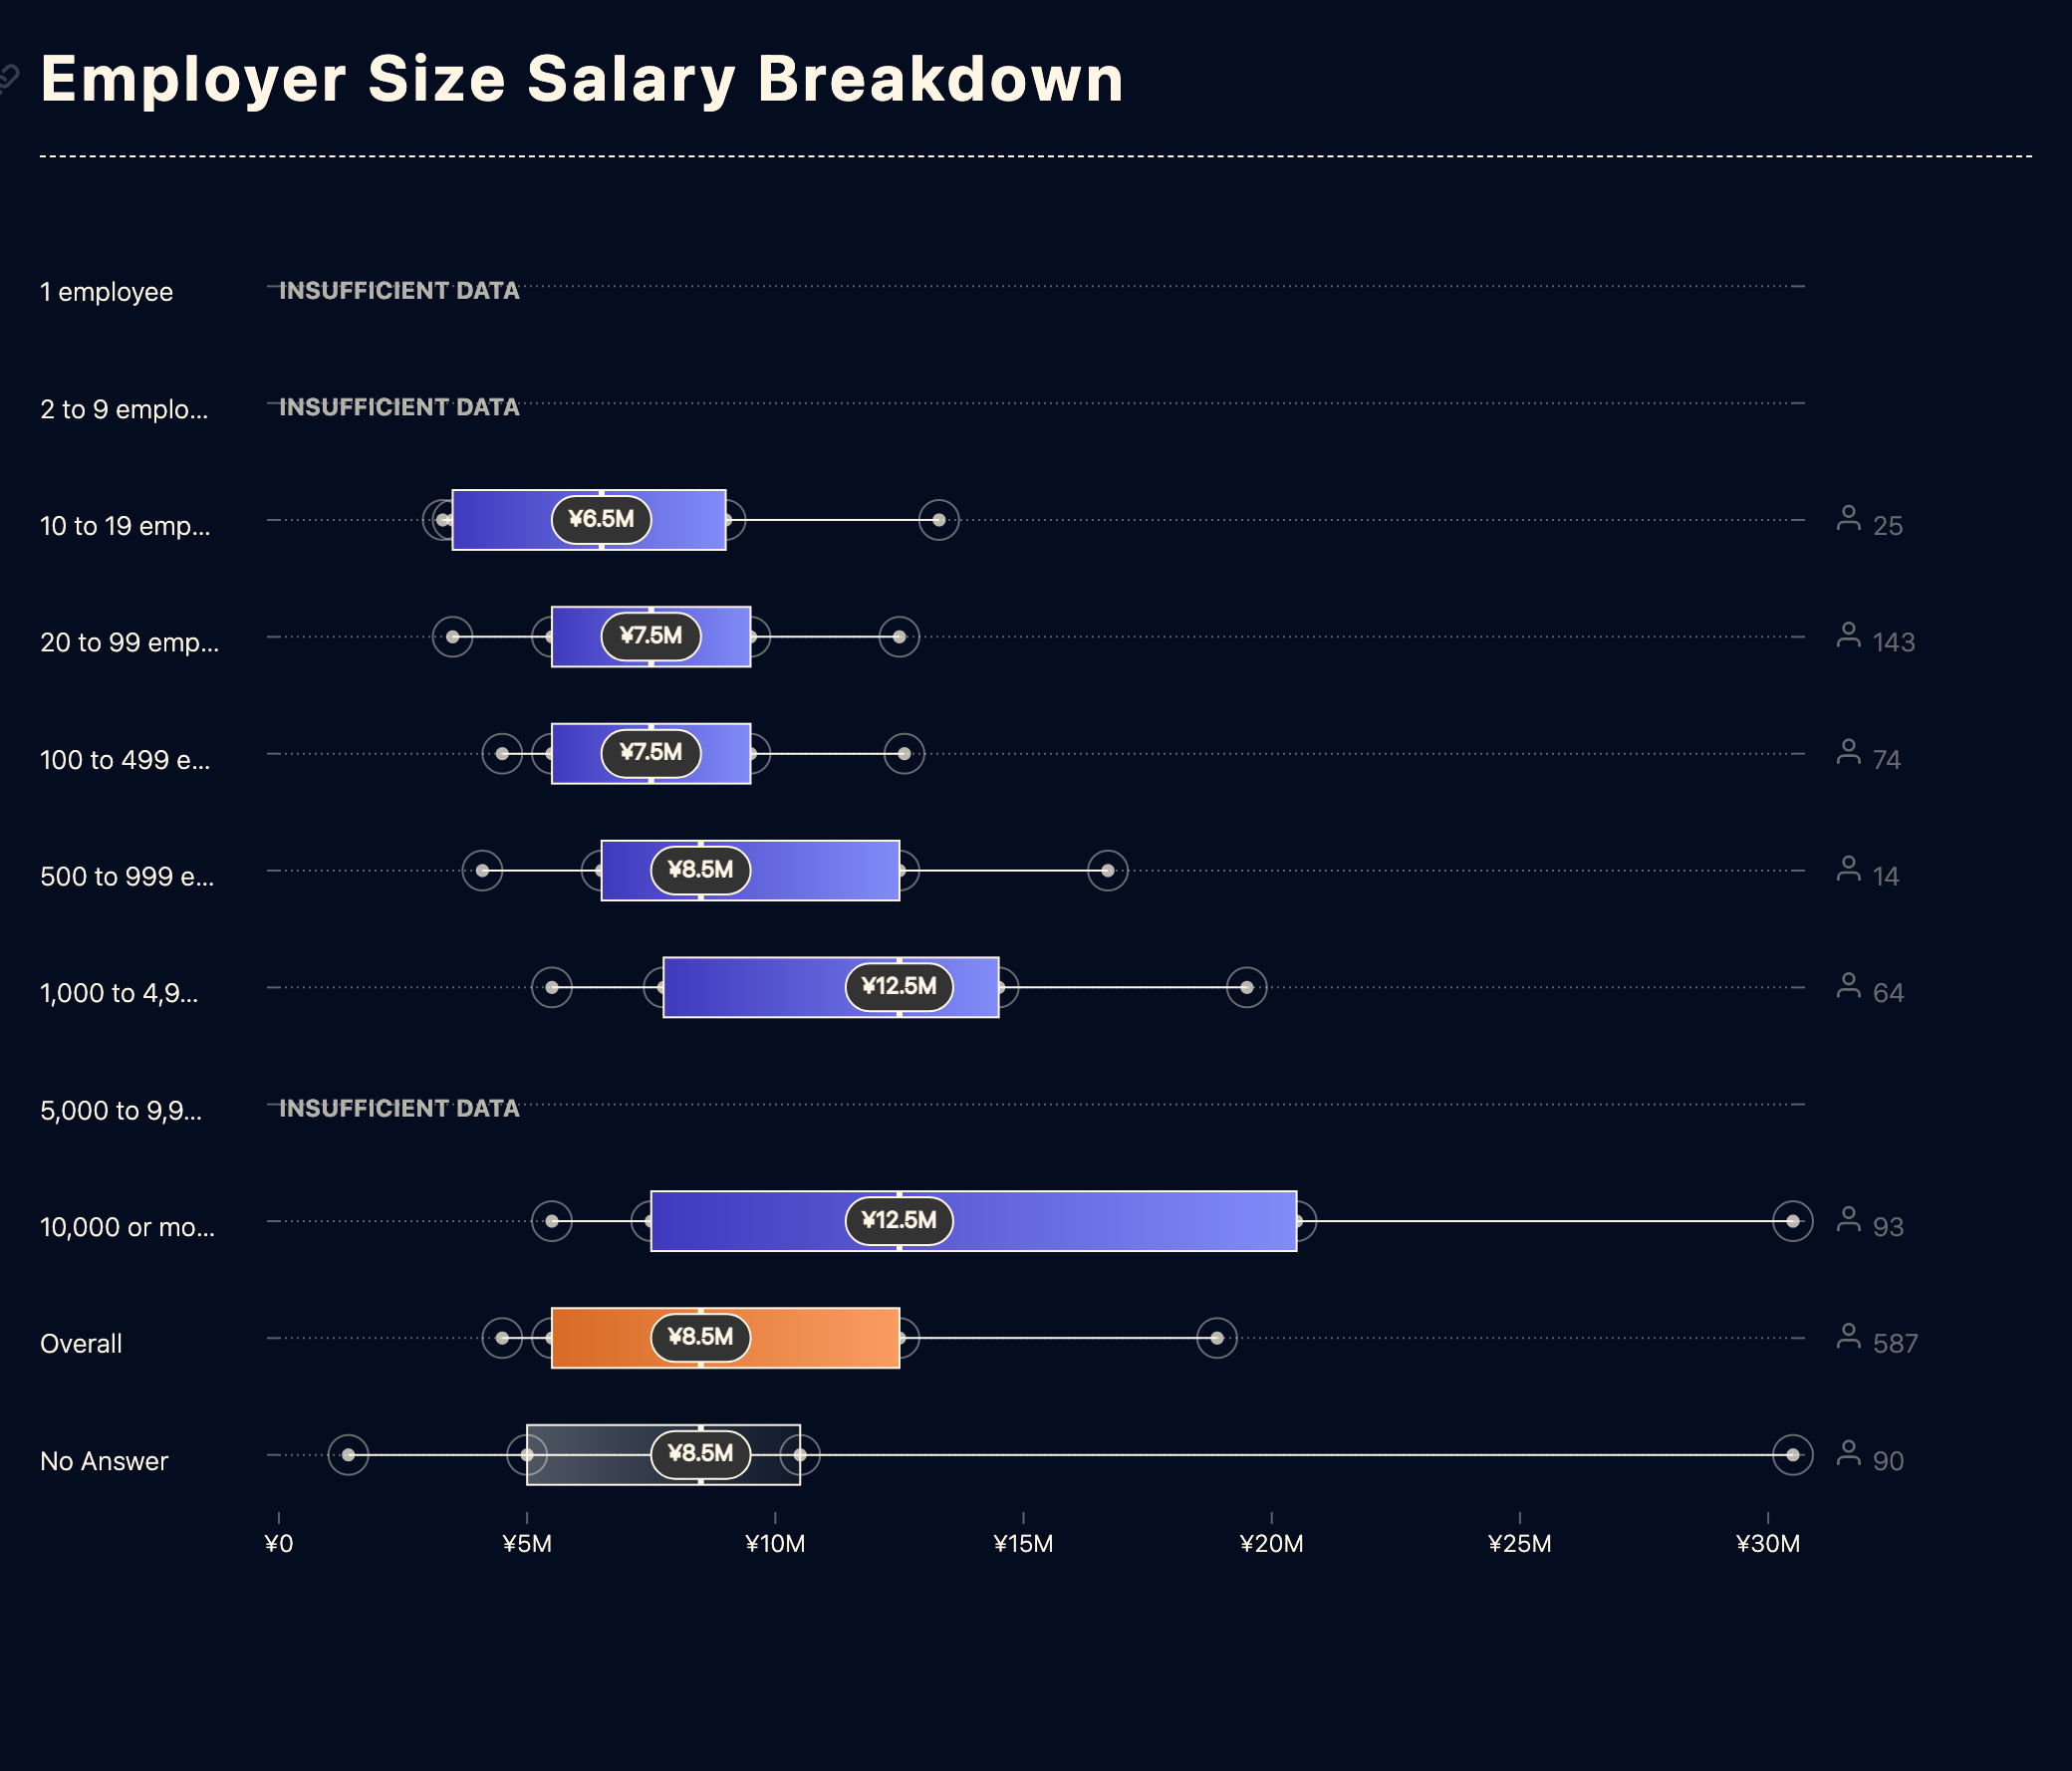 Employer Size Salary Breakdown
1 employee INSUFFICIENT DATA
2 to 9 emplo... INSUFFICIENT DATA
10 to 19 emp... ¥6.5M 25
20 to 99 emp... ¥7.5M 143
100 to 499 e... ¥7.5M 74
500 to 999 e... ¥8.5M 14
1,000 to 4,9... ¥12.5M 64
5,000 to 9,9... INSUFFICIENT DATA
10,000 or mo... ¥12.5M 93
Overall ¥8.5M 587
No Answer ¥8.5M 90
¥0 ¥5M ¥10M ¥15M ¥20M ¥25M ¥30M